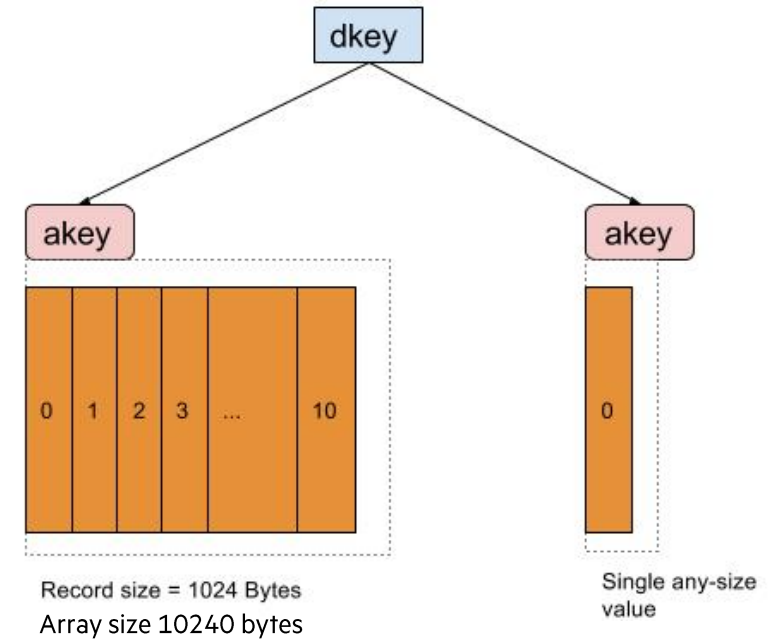 dkey
akey
akey
0 1 2 3 ... 10
0
Record size = 1024 Bytes
Array size 10240 bytes
Single any-size
value